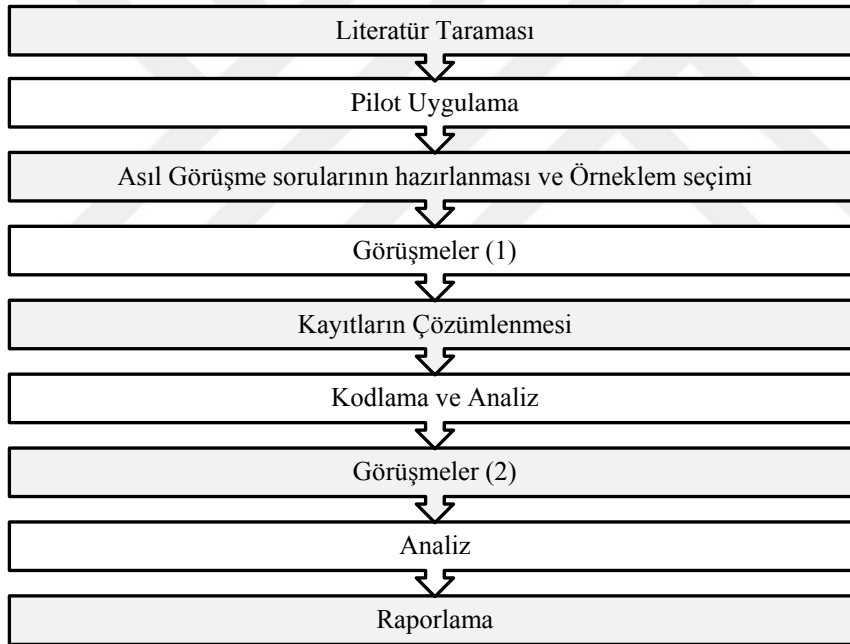 Literatür Taraması
Pilot Uygulama
Asıl Görüşme sorularının hazırlanması ve Örneklem seçimi
Görüşmeler (1)
Kayıtların Çözümlenmesi
Kodlama ve Analiz
Görüşmeler (2)
Analiz
Raporlama